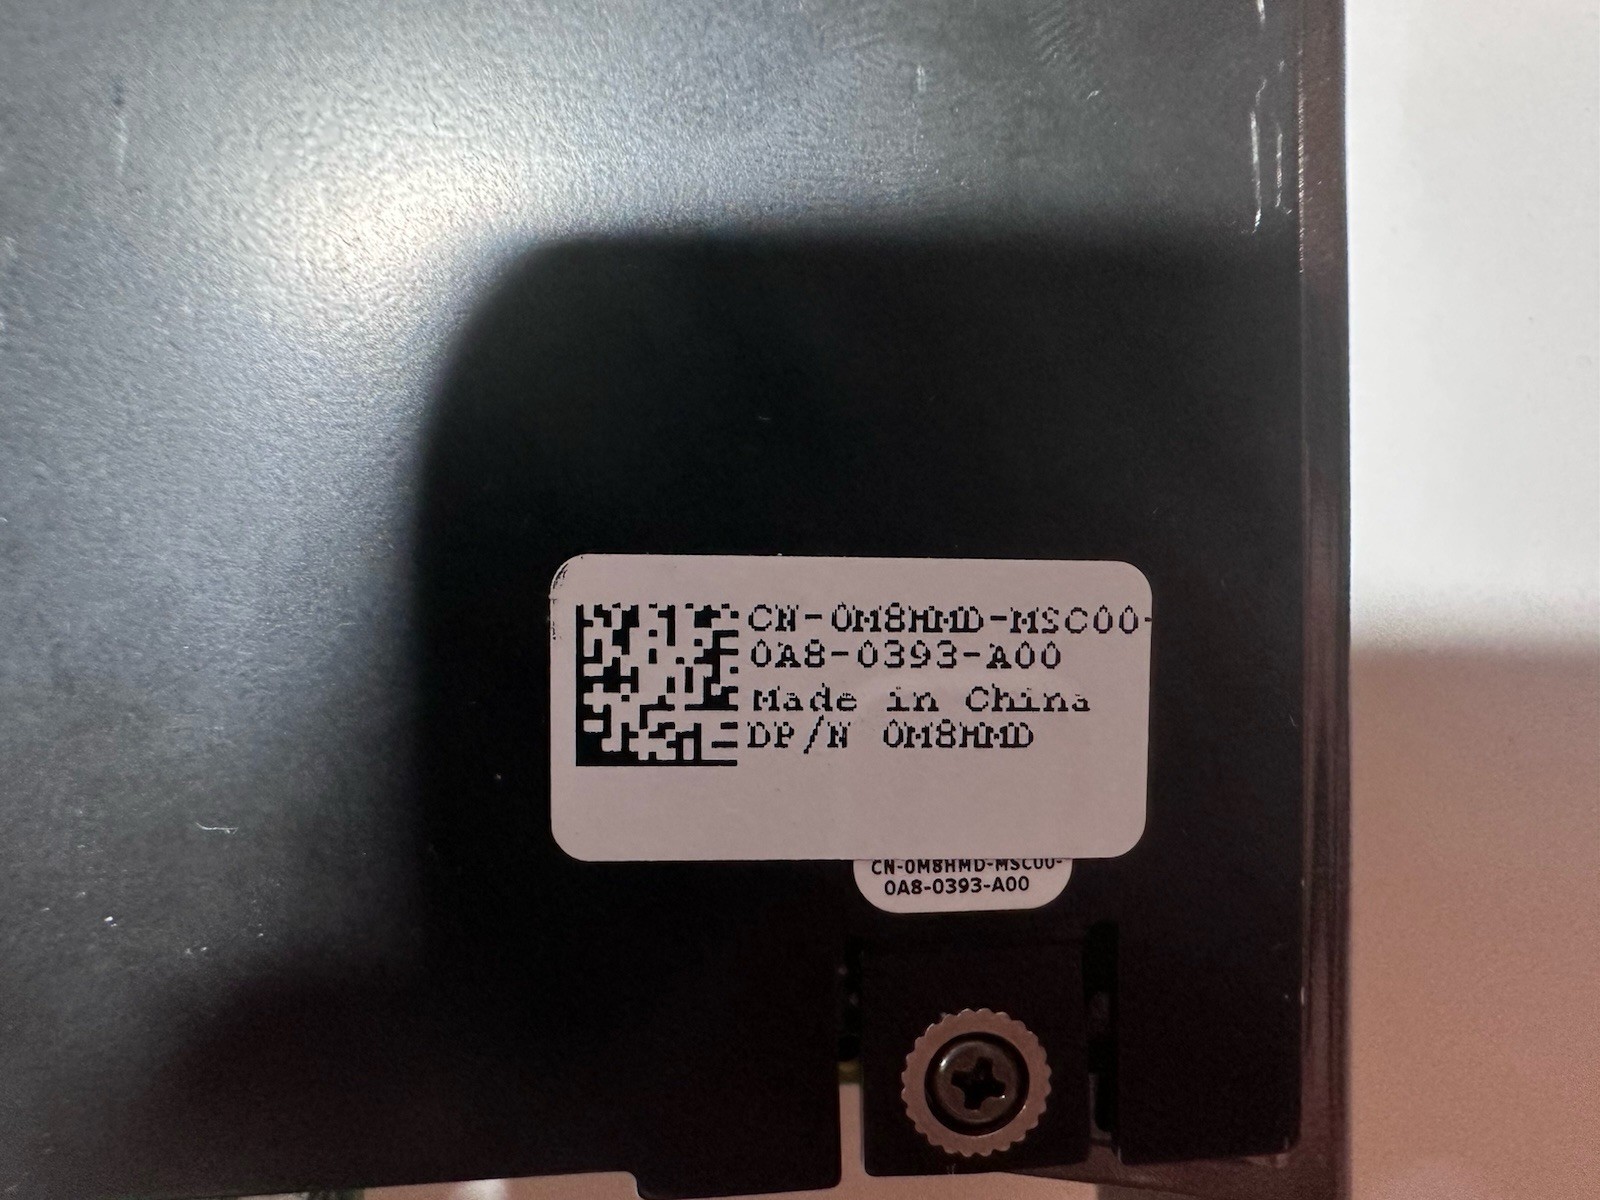 CN-0M8HMD-MSC00-
0A8-0393-A00
Made in China
DP/N 0M8HMD
CN-0M8HMD-MSC00-
0A8-0393-A00